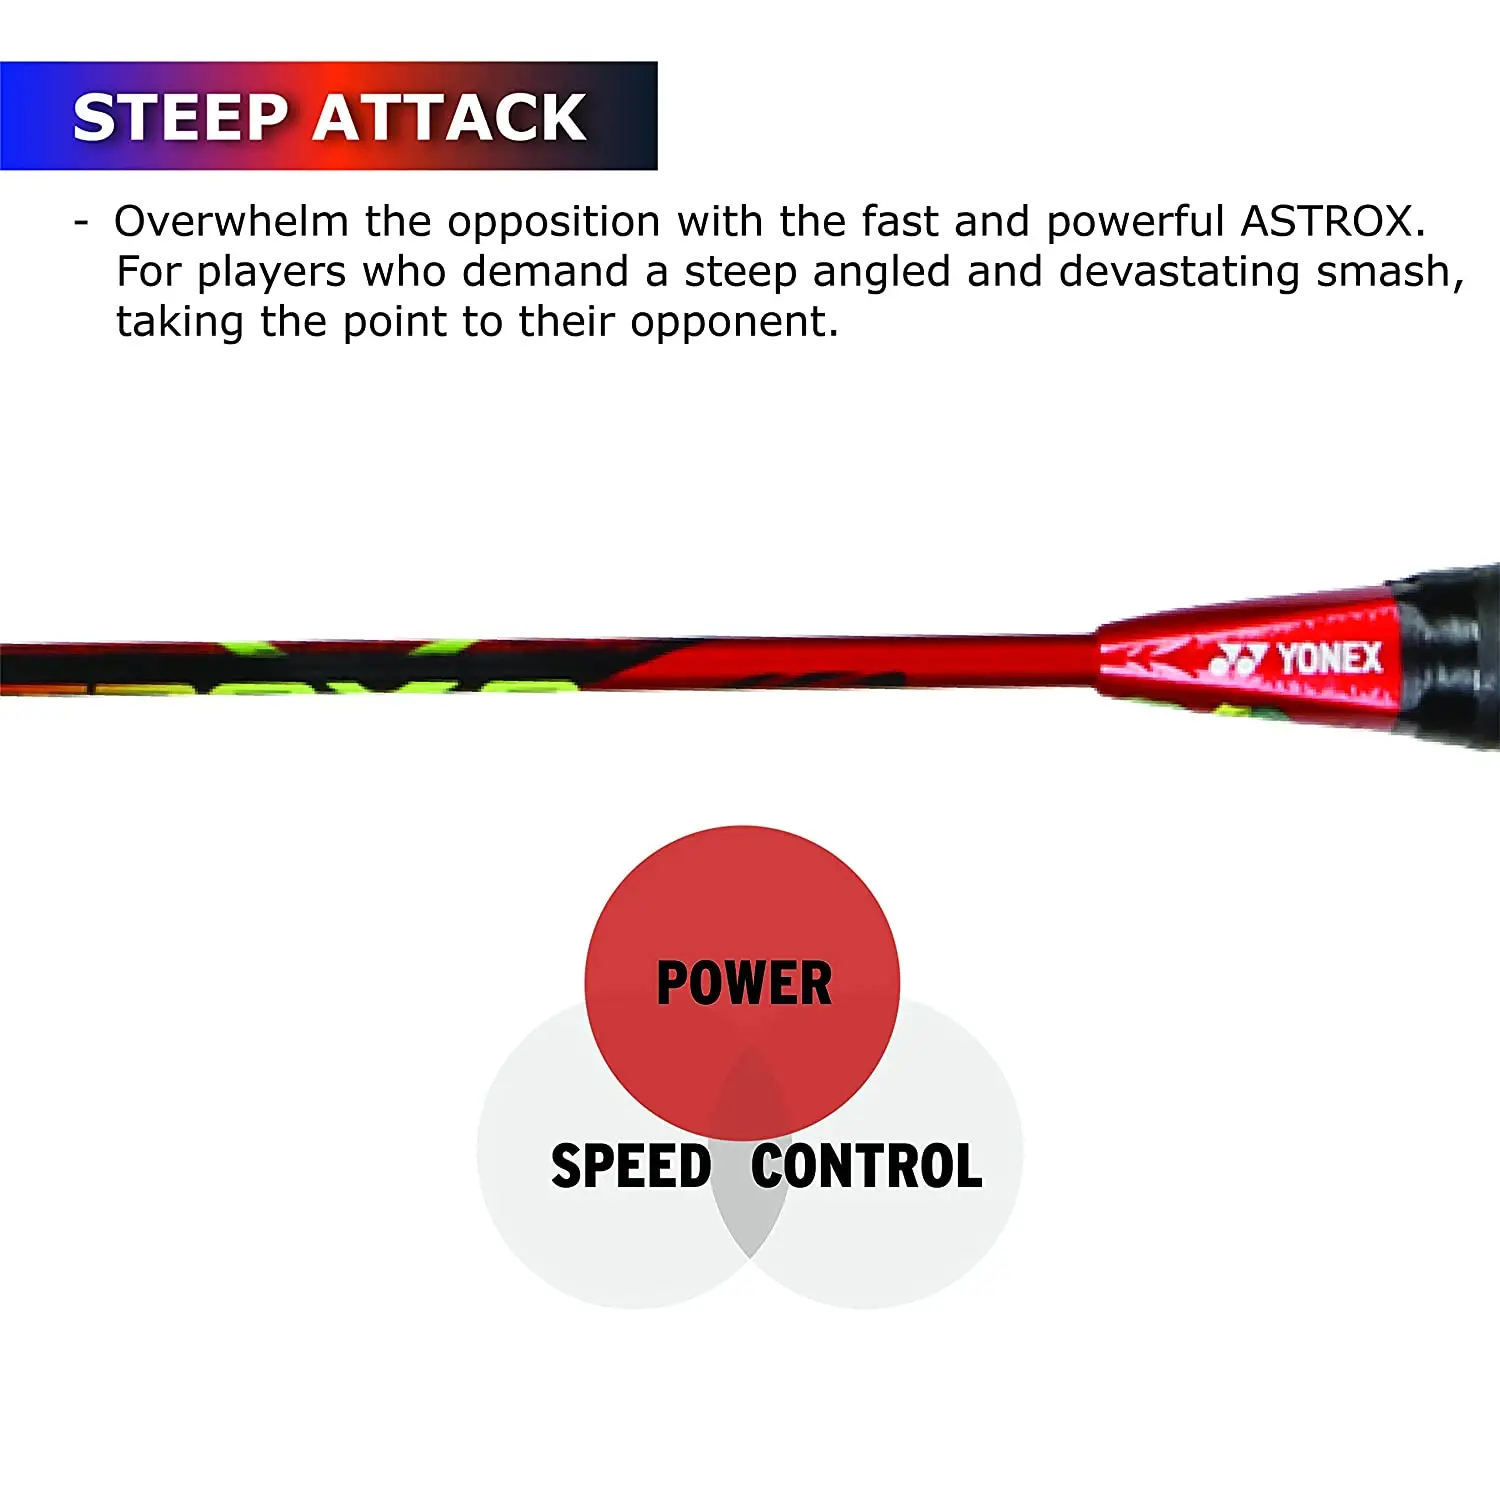 STEEP ATTACK
- Overwhelm the opposition with the fast and powerful ASTROX.
For players who demand a steep angled and devastating smash,
taking the point to their opponent.
YONEX
POWER
SPEED CONTROL